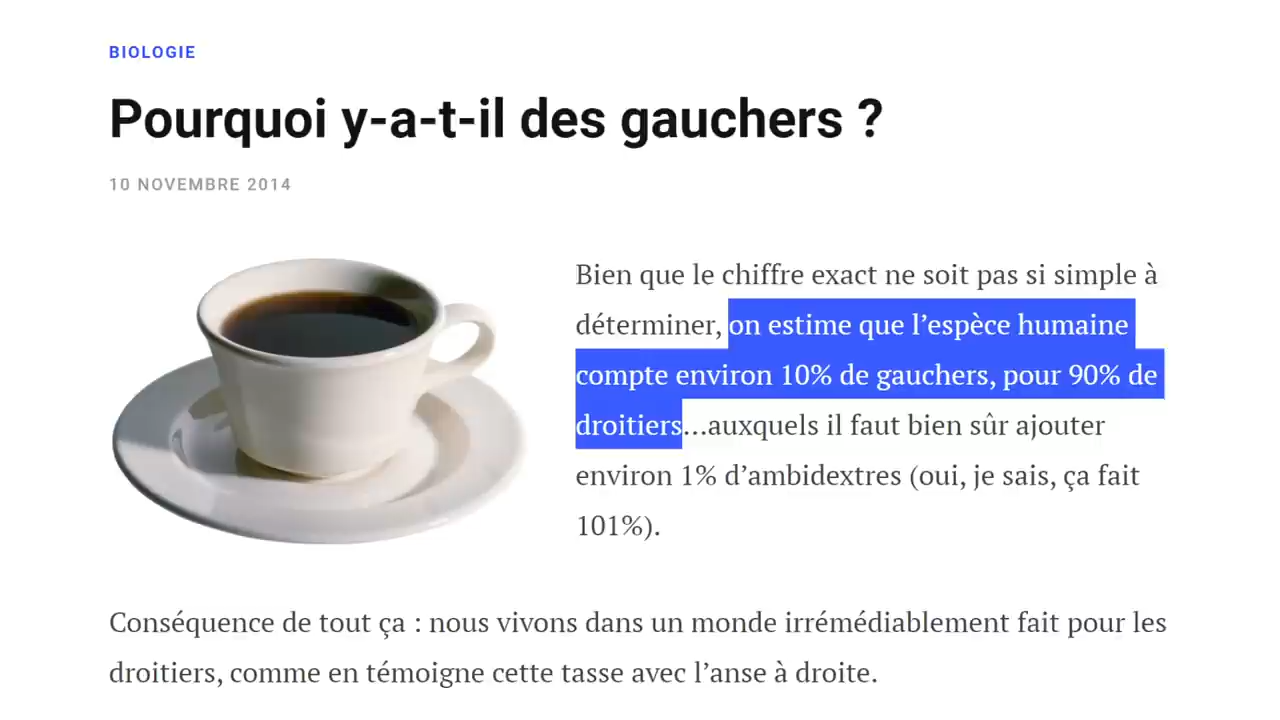 BIOLOGIE
Pourquoi y-a-t-il des gauchers ?
10 NOVEMBRE 2014
Bien que le chiffre exact ne soit pas si simple à
déterminer, on estime que l’espèce humaine
compte environ 10% de gauchers, pour 90% de
droitiers…auxquels il faut bien sûr ajouter
environ 1% d’ambidextres (oui, je sais, ça fait
101%).
Conséquence de tout ça : nous vivons dans un monde irrémédiablement fait pour les
droitiers, comme en témoigne cette tasse avec l’anse à droite.